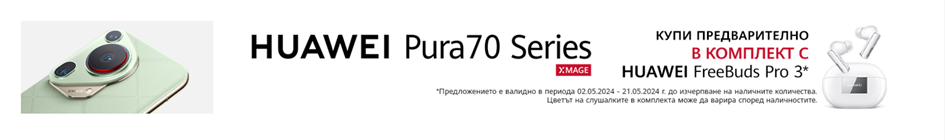 HUAWEI Pura70 Series
XMAGE
КУПИ ПРЕДВАРИТЕЛНО
В КОМПЛЕКТ С
HUAWEI FreeBuds Pro 3*
*Предложението е валидно в периода 02.05.2024 - 21.05.2024 г. до изчерпване на наличните количества.
Цветът на слушалките в комплекта може да варира според наличностите.
HUAWEI